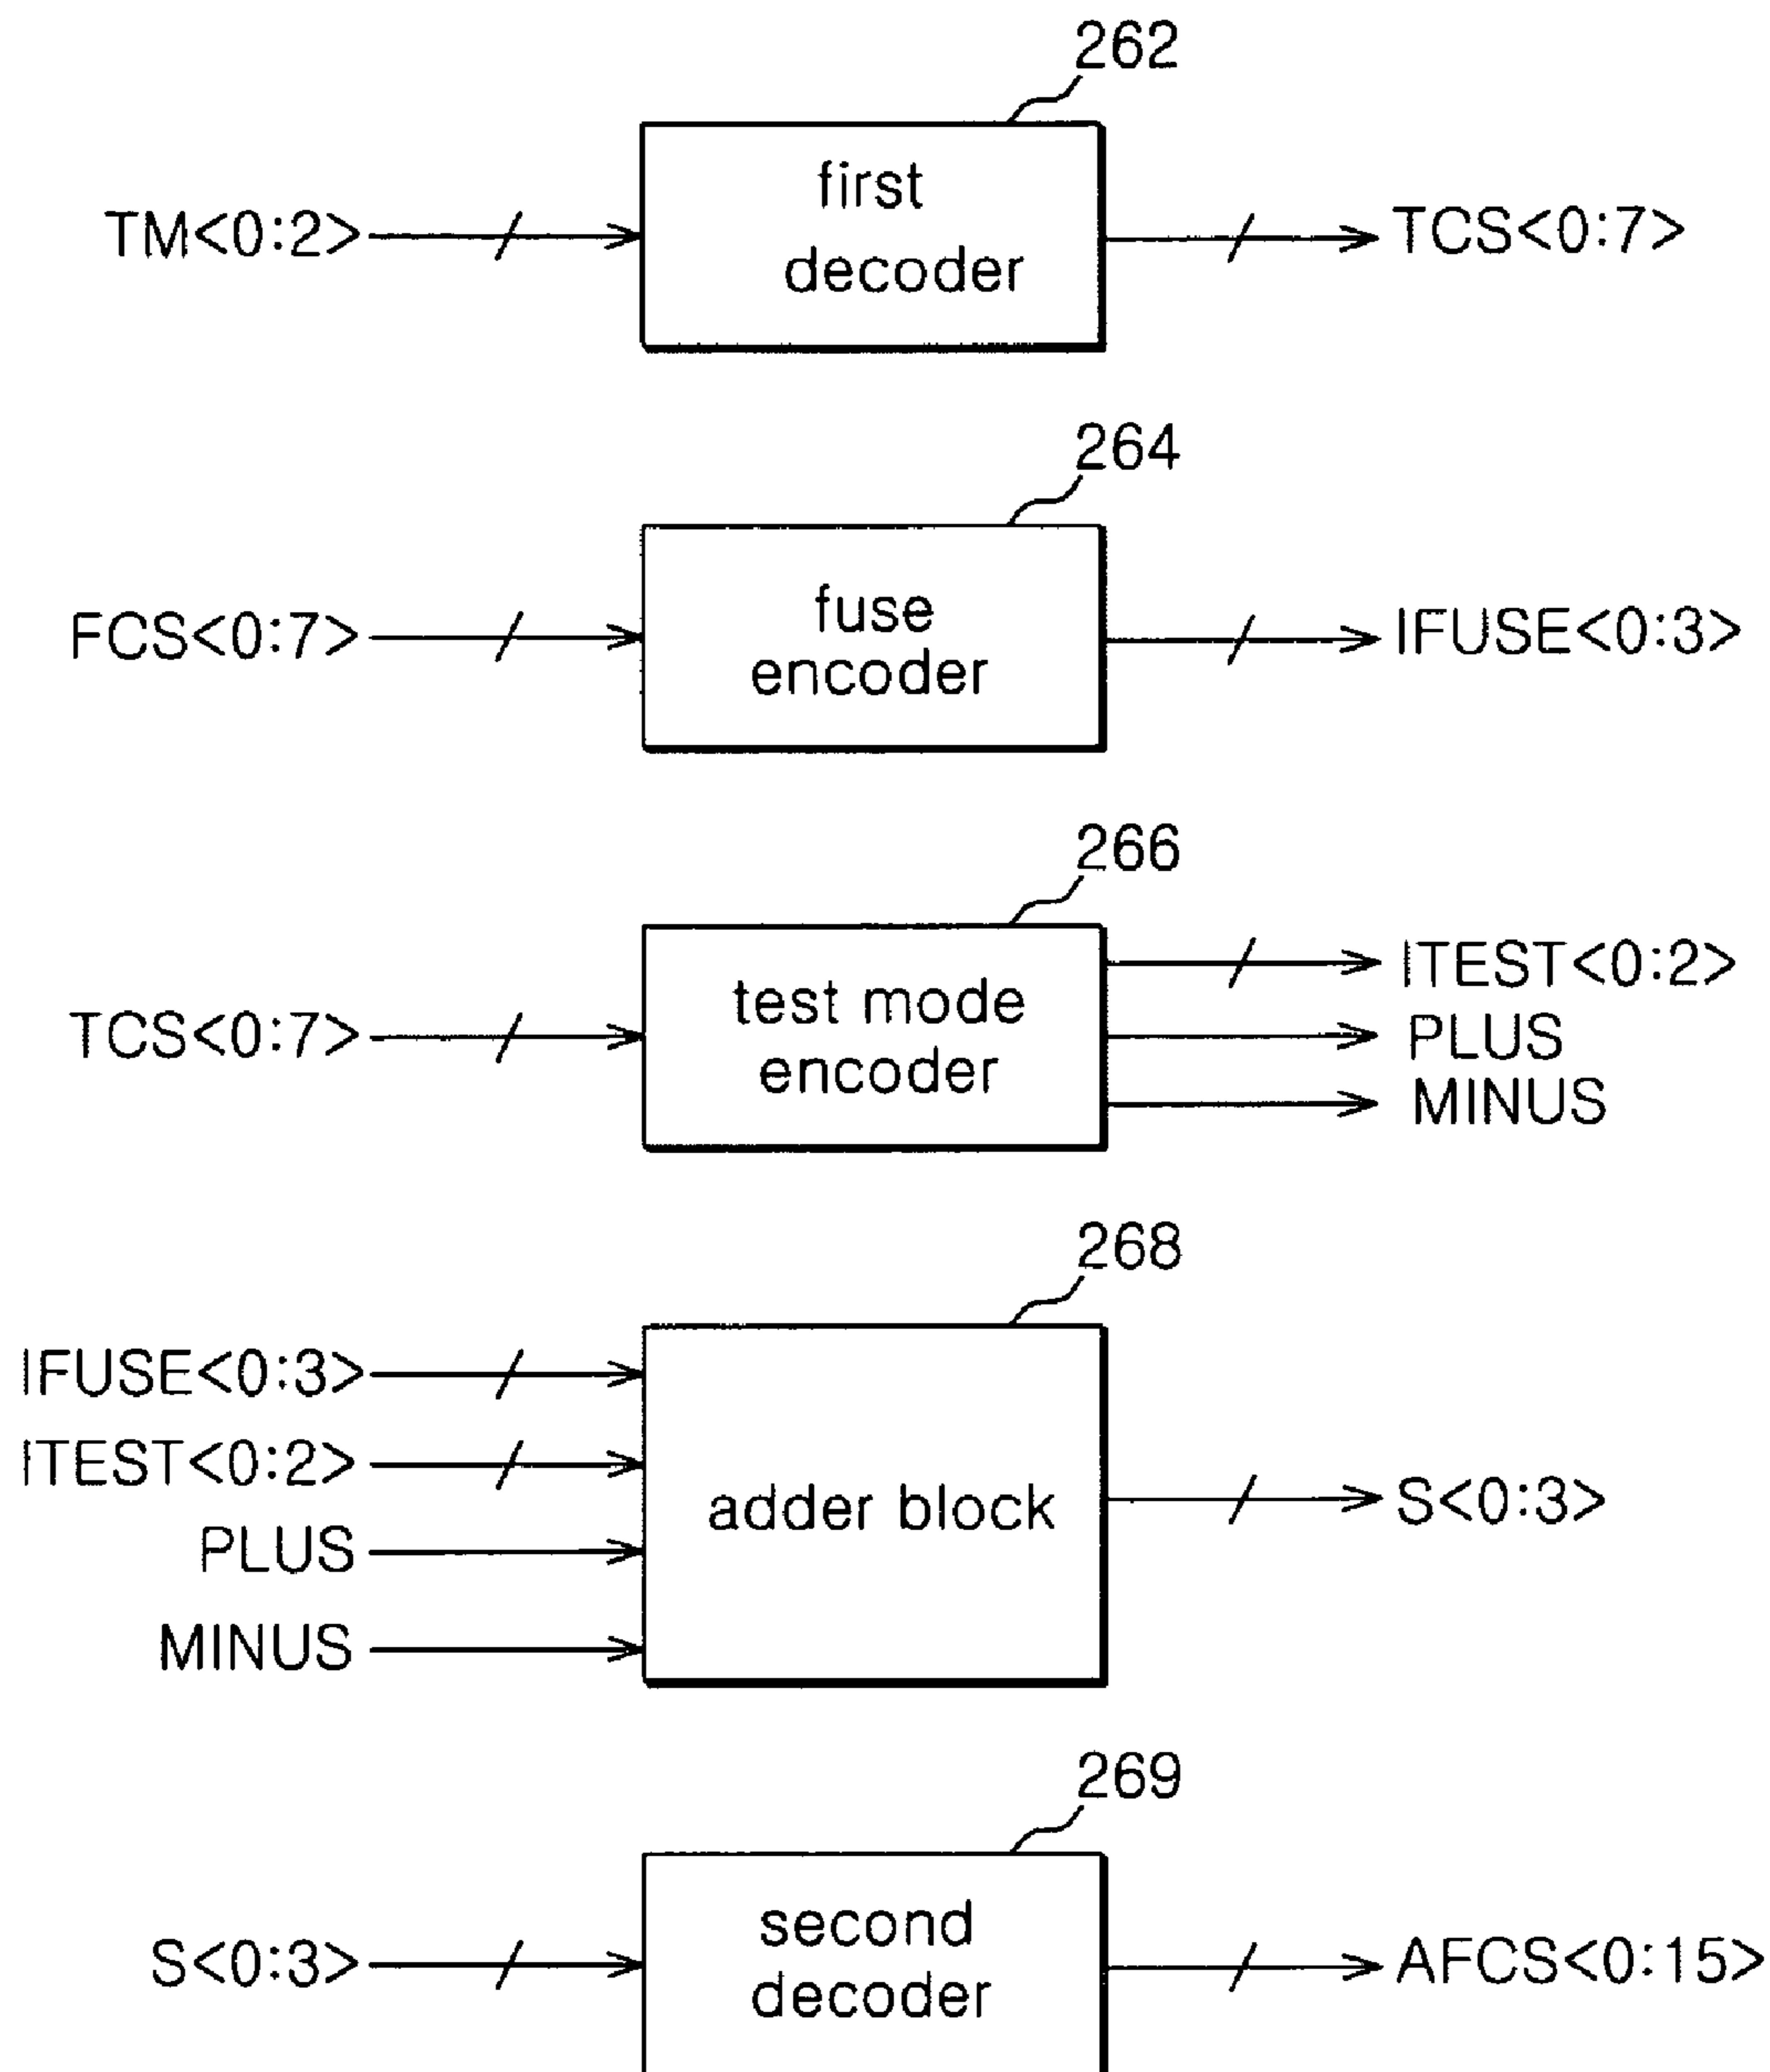 262
first
TM<0:2>
TCS<0:7>
decoder
264
fuse
FCS<0:7>
IFUSE<0:3>
encoder
266
ITEST<0:2>
test mode
TCS<0:7>
PLUS
encoder
MINUS
268
IFUSE<0:3>
ITEST<0:2>
adder block
S<0:3>
PLUS
MINUS
269
second
S<0:3>
AFCS<0:15>
decoder